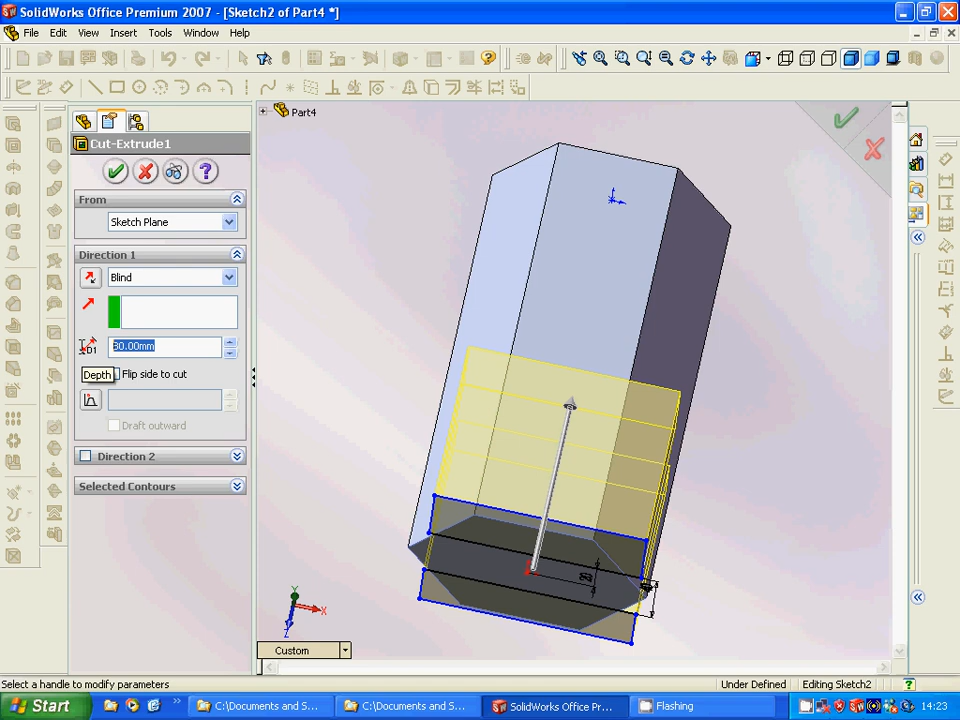 SolidWorks Office Premium 2007 - [Sketch2 of Part4 *]
File Edit View Insert Tools Window Help
Part4
Cut-Extrude1
From
Sketch Plane
Direction 1
Blind
D1
30.00mm
Depth
Flip side to cut
Draft outward
Direction 2
Selected Contours
Y
X
Z
Custom
Select a handle to modify parameters
Under Defined
Editing Sketch2
Start
C:\Documents and S...
C:\Documents and S...
SolidWorks Office Pr...
Flashing
14:23